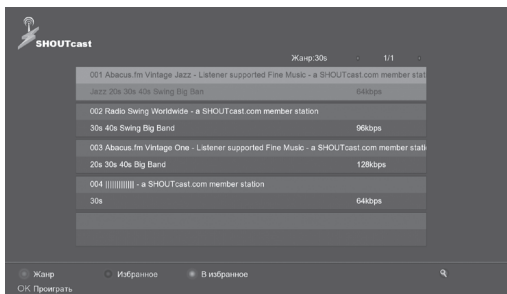 SHOUTcast
Жанр:30s 1/1
001 Abacus.fm Vintage Jazz - Listener supported Fine Music - a SHOUTcast.com member stat
Jazz 20s 30s 40s Swing Big Ban 64kbps
002 Radio Swing Worldwide - a SHOUTcast.com member station
30s 40s Swing Big Band 96kbps
003 Abacus.fm Vintage One - Listener supported Fine Music - a SHOUTcast.com member statio
20s 30s 40s Big Band 128kbps
004 ||||||||||||| - a SHOUTcast.com member station
30s 64kbps
Жанр Избранное В избранное
OK Проиграть